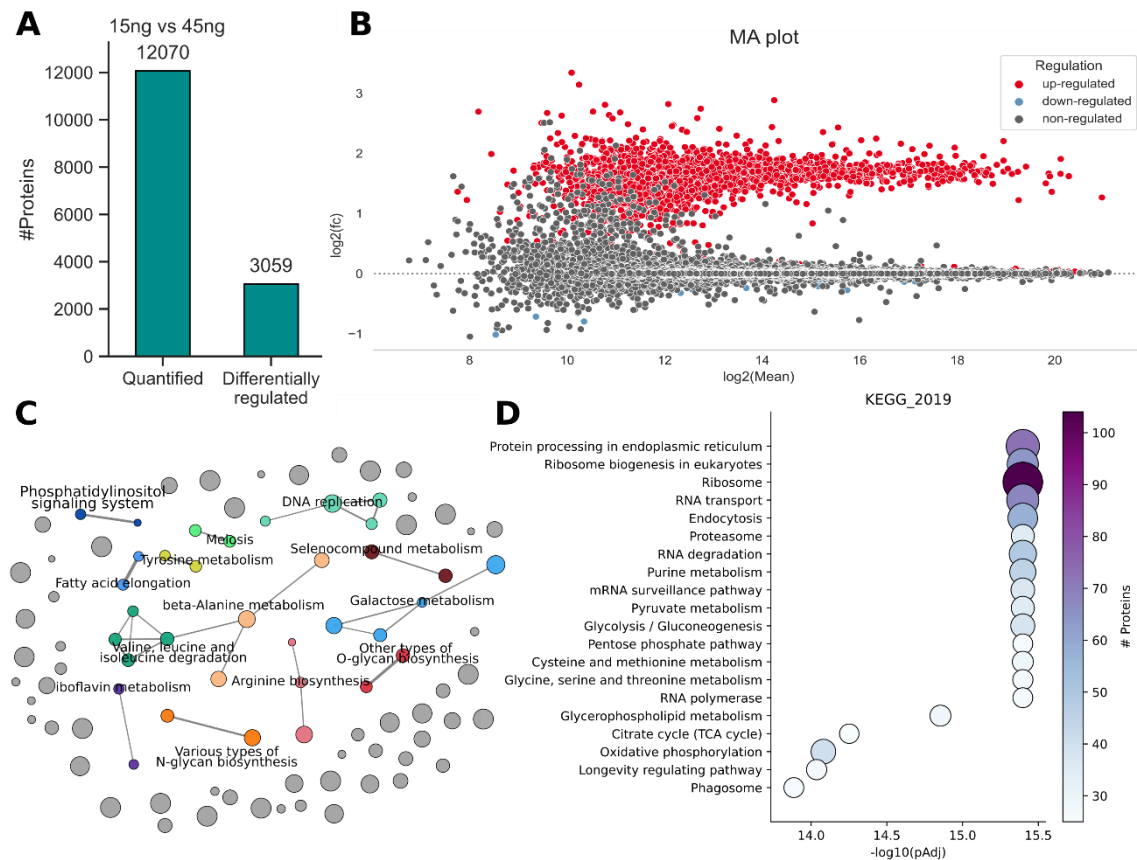 A
15ng vs 45ng
12070
3059
12000
10000
8000
6000
4000
2000
0
#Proteins
Quantified
Differentially
regulated
B
MA plot
Regulation
up-regulated
down-regulated
non-regulated
3
2
1
0
−1
log2(fc)
8
10
12
14
16
18
20
log2(Mean)
C
Phosphatidylinositol
signaling system
DNA replication
Meiosis
Tyrosine metabolism
Selenocompound metabolism
Fatty acid elongation
beta-Alanine metabolism
Galactose metabolism
Valine, leucine and
isoleucine degradation
Other types of
O-glycan biosynthesis
Arginine biosynthesis
iboflavin metabolism
Various types of
N-glycan biosynthesis
D
KEGG_2019
Protein processing in endoplasmic reticulum
Ribosome biogenesis in eukaryotes
Ribosome
RNA transport
Endocytosis
Proteasome
RNA degradation
Purine metabolism
mRNA surveillance pathway
Pyruvate metabolism
Glycolysis / Gluconeogenesis
Pentose phosphate pathway
Cysteine and methionine metabolism
Glycine, serine and threonine metabolism
RNA polymerase
Glycerophospholipid metabolism
Citrate cycle (TCA cycle)
Oxidative phosphorylation
Longevity regulating pathway
Phagosome
14.0
14.5
15.0
15.5
-log10(pAdj)
100
90
80
70
60
50
40
30
# Proteins